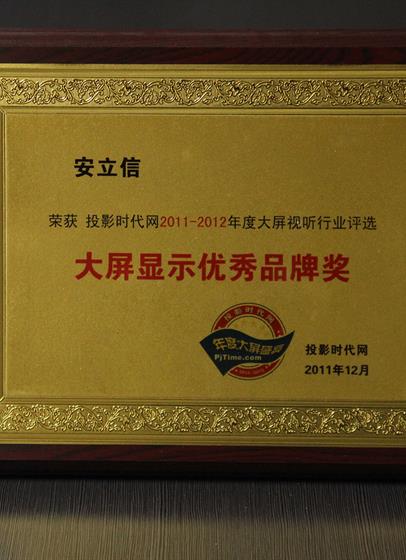 安立信
荣获 投影时代网2011-2012年度大屏视听行业评选
大屏显示优秀品牌奖
投影时代网
年度大屏盛典
PjTime.com
投影时代网
2011年12月